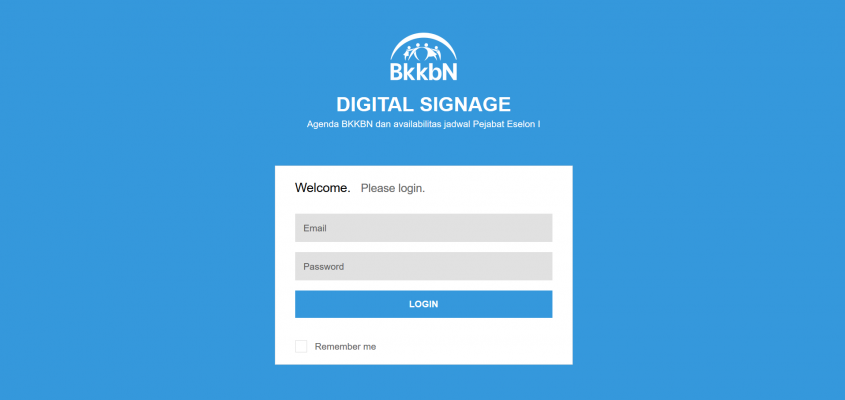 BkkbN
DIGITAL SIGNAGE
Agenda BKKBN dan availabilitas jadwal Pejabat Eselon I
Welcome. Please login.
Email
Password
LOGIN
Remember me